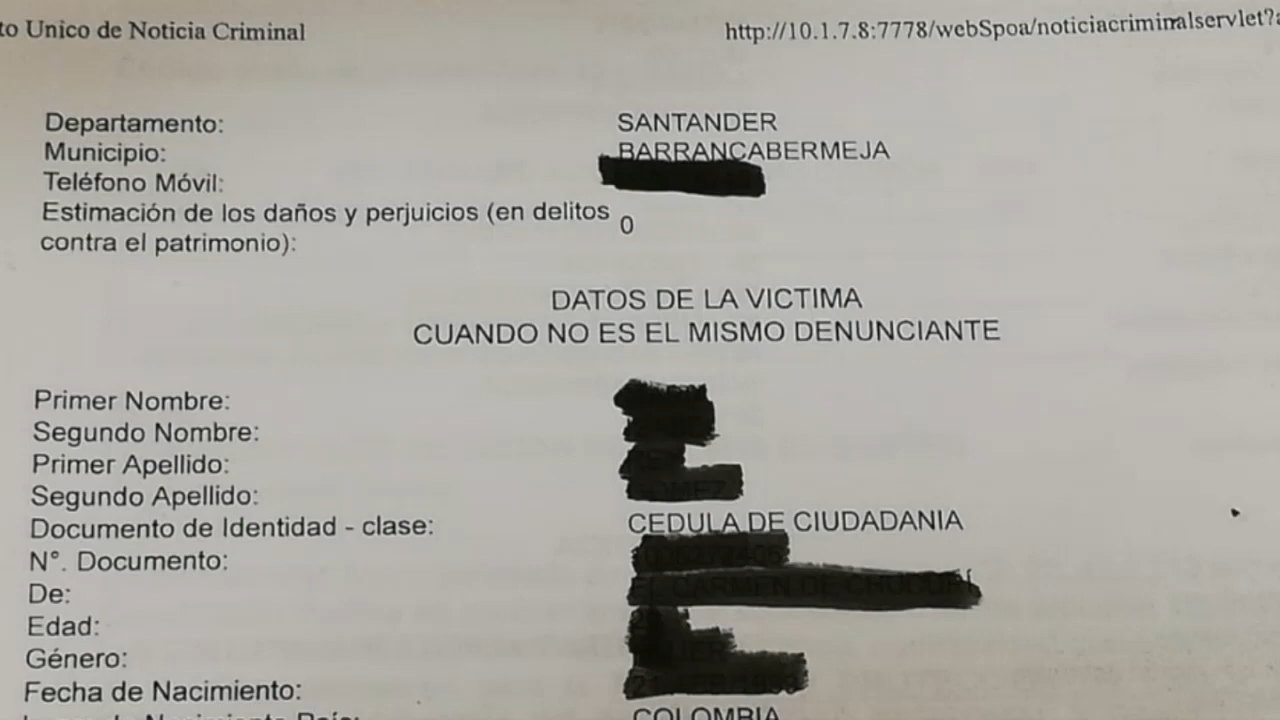 to Unico de Noticia Criminal
http://10.1.7.8:7778/webSpoa/noticiacriminalservlet?
Departamento: SANTANDER
Municipio: BARRANCABERMEJA
Teléfono Móvil:
Estimación de los daños y perjuicios (en delitos contra el patrimonio): 0
DATOS DE LA VICTIMA
CUANDO NO ES EL MISMO DENUNCIANTE
Primer Nombre:
Segundo Nombre:
Primer Apellido:
Segundo Apellido:
Documento de Identidad - clase: CEDULA DE CIUDADANIA
N°. Documento:
De:
Edad:
Género:
Fecha de Nacimiento:
COLOMBIA